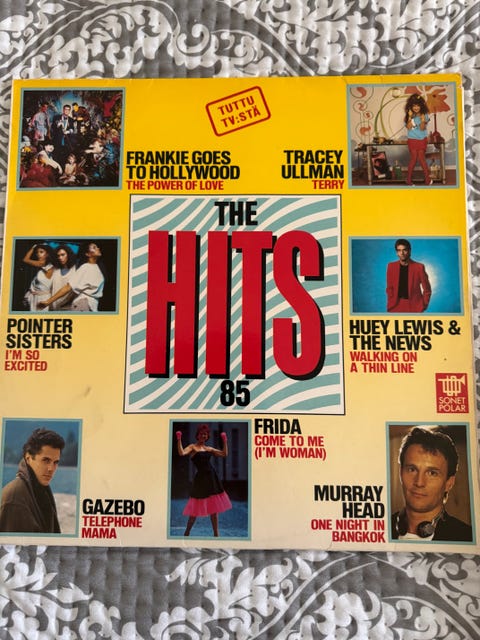 TUTTU
TV:STÄ
FRANKIE GOES
TO HOLLYWOOD
THE POWER OF LOVE
TRACEY
ULLMAN
TERRY
THE
HITS
85
POINTER
SISTERS
I'M SO
EXCITED
HUEY LEWIS &
THE NEWS
WALKING ON
A THIN LINE
SONET
POLAR
FRIDA
COME TO ME
(I'M WOMAN)
GAZEBO
TELEPHONE
MAMA
MURRAY
HEAD
ONE NIGHT IN
BANGKOK